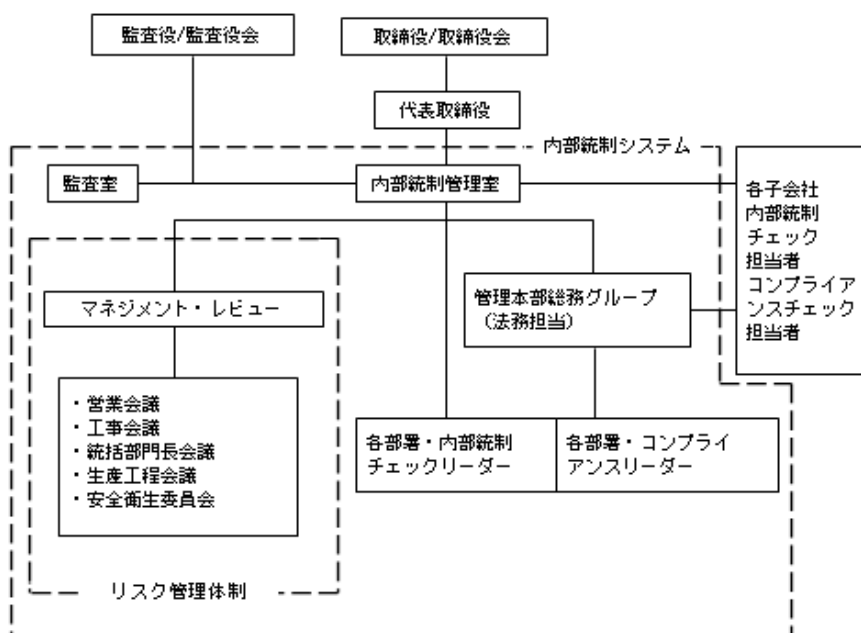 監査役/監査役会
取締役/取締役会
代表取締役
内部統制システム
監査室
内部統制管理室
各子会社
内部統制
チェック
担当者
コンプライア
ンスチェック
担当者
マネジメント・レビュー
管理本部総務グループ
（法務担当）
・営業会議
・工事会議
・統括部門長会議
・生産工程会議
・安全衛生委員会
各部署・内部統制
チェックリーダー
各部署・コンプライ
アンスリーダー
リスク管理体制